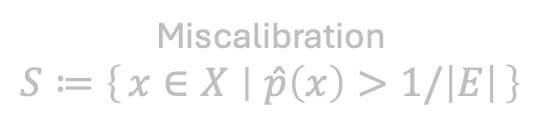 Miscalibration
S ≔ { x ∈ X | p̂(x) > 1/|E| }